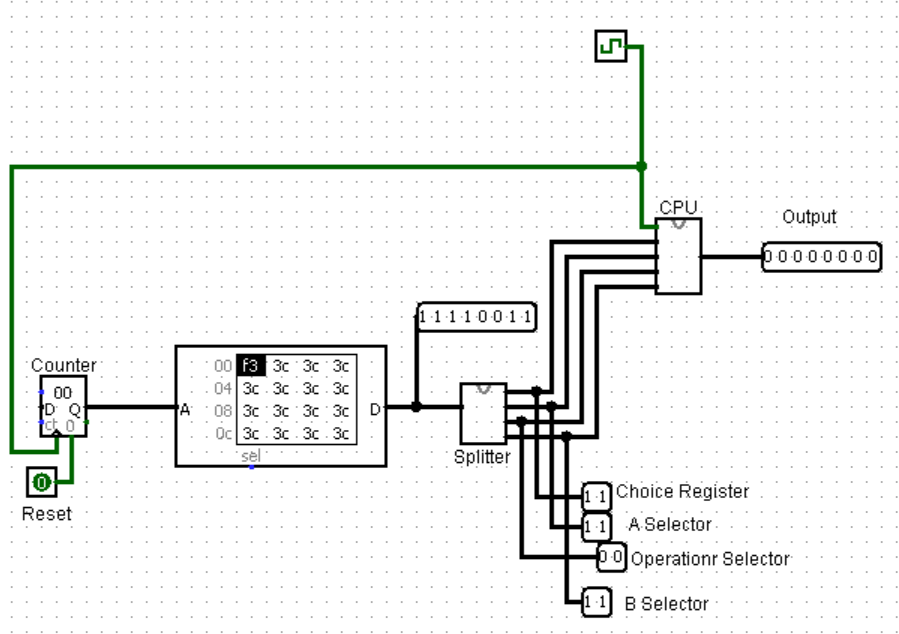 CPU
Output
0 0 0 0 0 0 0 0
1 1 1 1 0 0 1 1
Counter
00
D Q
ct 0
0
Reset
A
00 f3 3c 3c 3c
04 3c 3c 3c 3c
08 3c 3c 3c 3c
0c 3c 3c 3c 3c
D
sel
Splitter
1 1 Choice Register
1 1 A Selector
0 0 Operationr Selector
1 1 B Selector